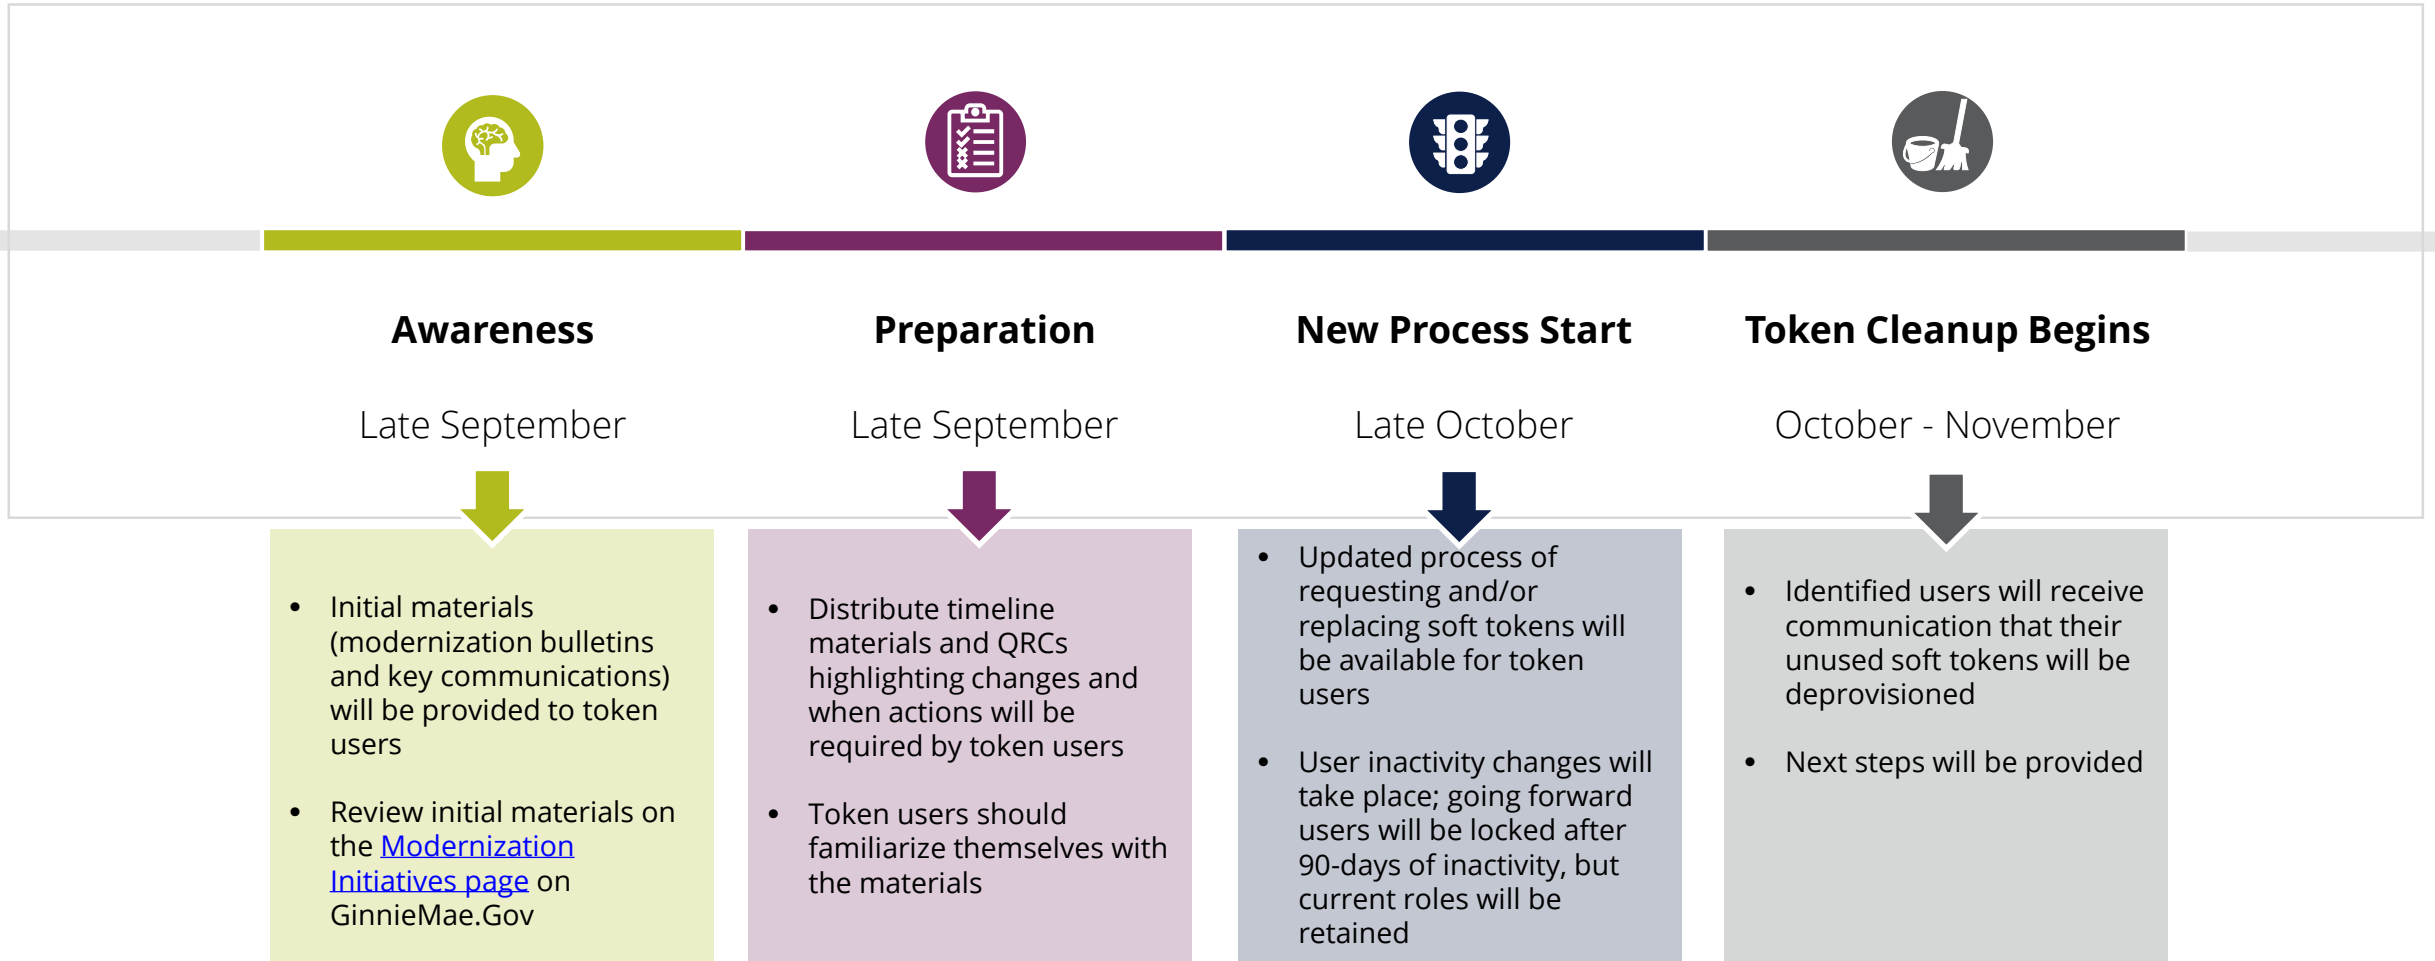 Awareness
Late September
• Initial materials
(modernization bulletins
and key communications)
will be provided to token
users
• Review initial materials on
the Modernization
Initiatives page on
GinnieMae.Gov
Preparation
Late September
• Distribute timeline
materials and QRCs
highlighting changes and
when actions will be
required by token users
• Token users should
familiarize themselves with
the materials
New Process Start
Late October
• Updated process of
requesting and/or
replacing soft tokens will
be available for token
users
• User inactivity changes will
take place; going forward
users will be locked after
90-days of inactivity, but
current roles will be
retained
Token Cleanup Begins
October - November
• Identified users will receive
communication that their
unused soft tokens will be
deprovisioned
• Next steps will be provided